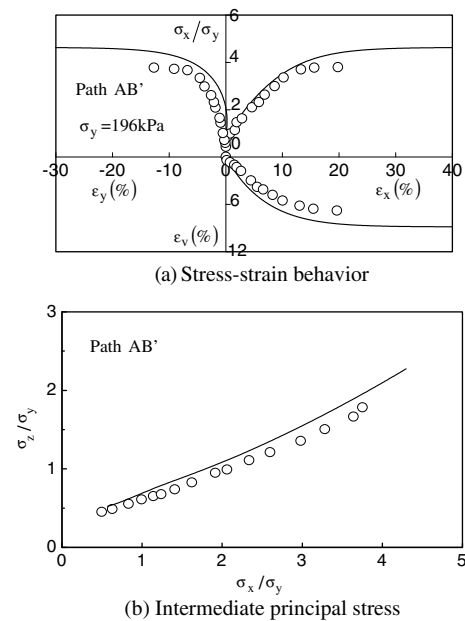 6
σx/σy
4
Path AB'
2
σy =196kPa
0
-30 -20 -10 0 10 20 30 40
εy(%) εx(%)
6
εv(%)
12
(a) Stress-strain behavior
3
Path AB'
2
σz/σy
1
0
0 1 2 3 4 5
σx/σy
(b) Intermediate principal stress